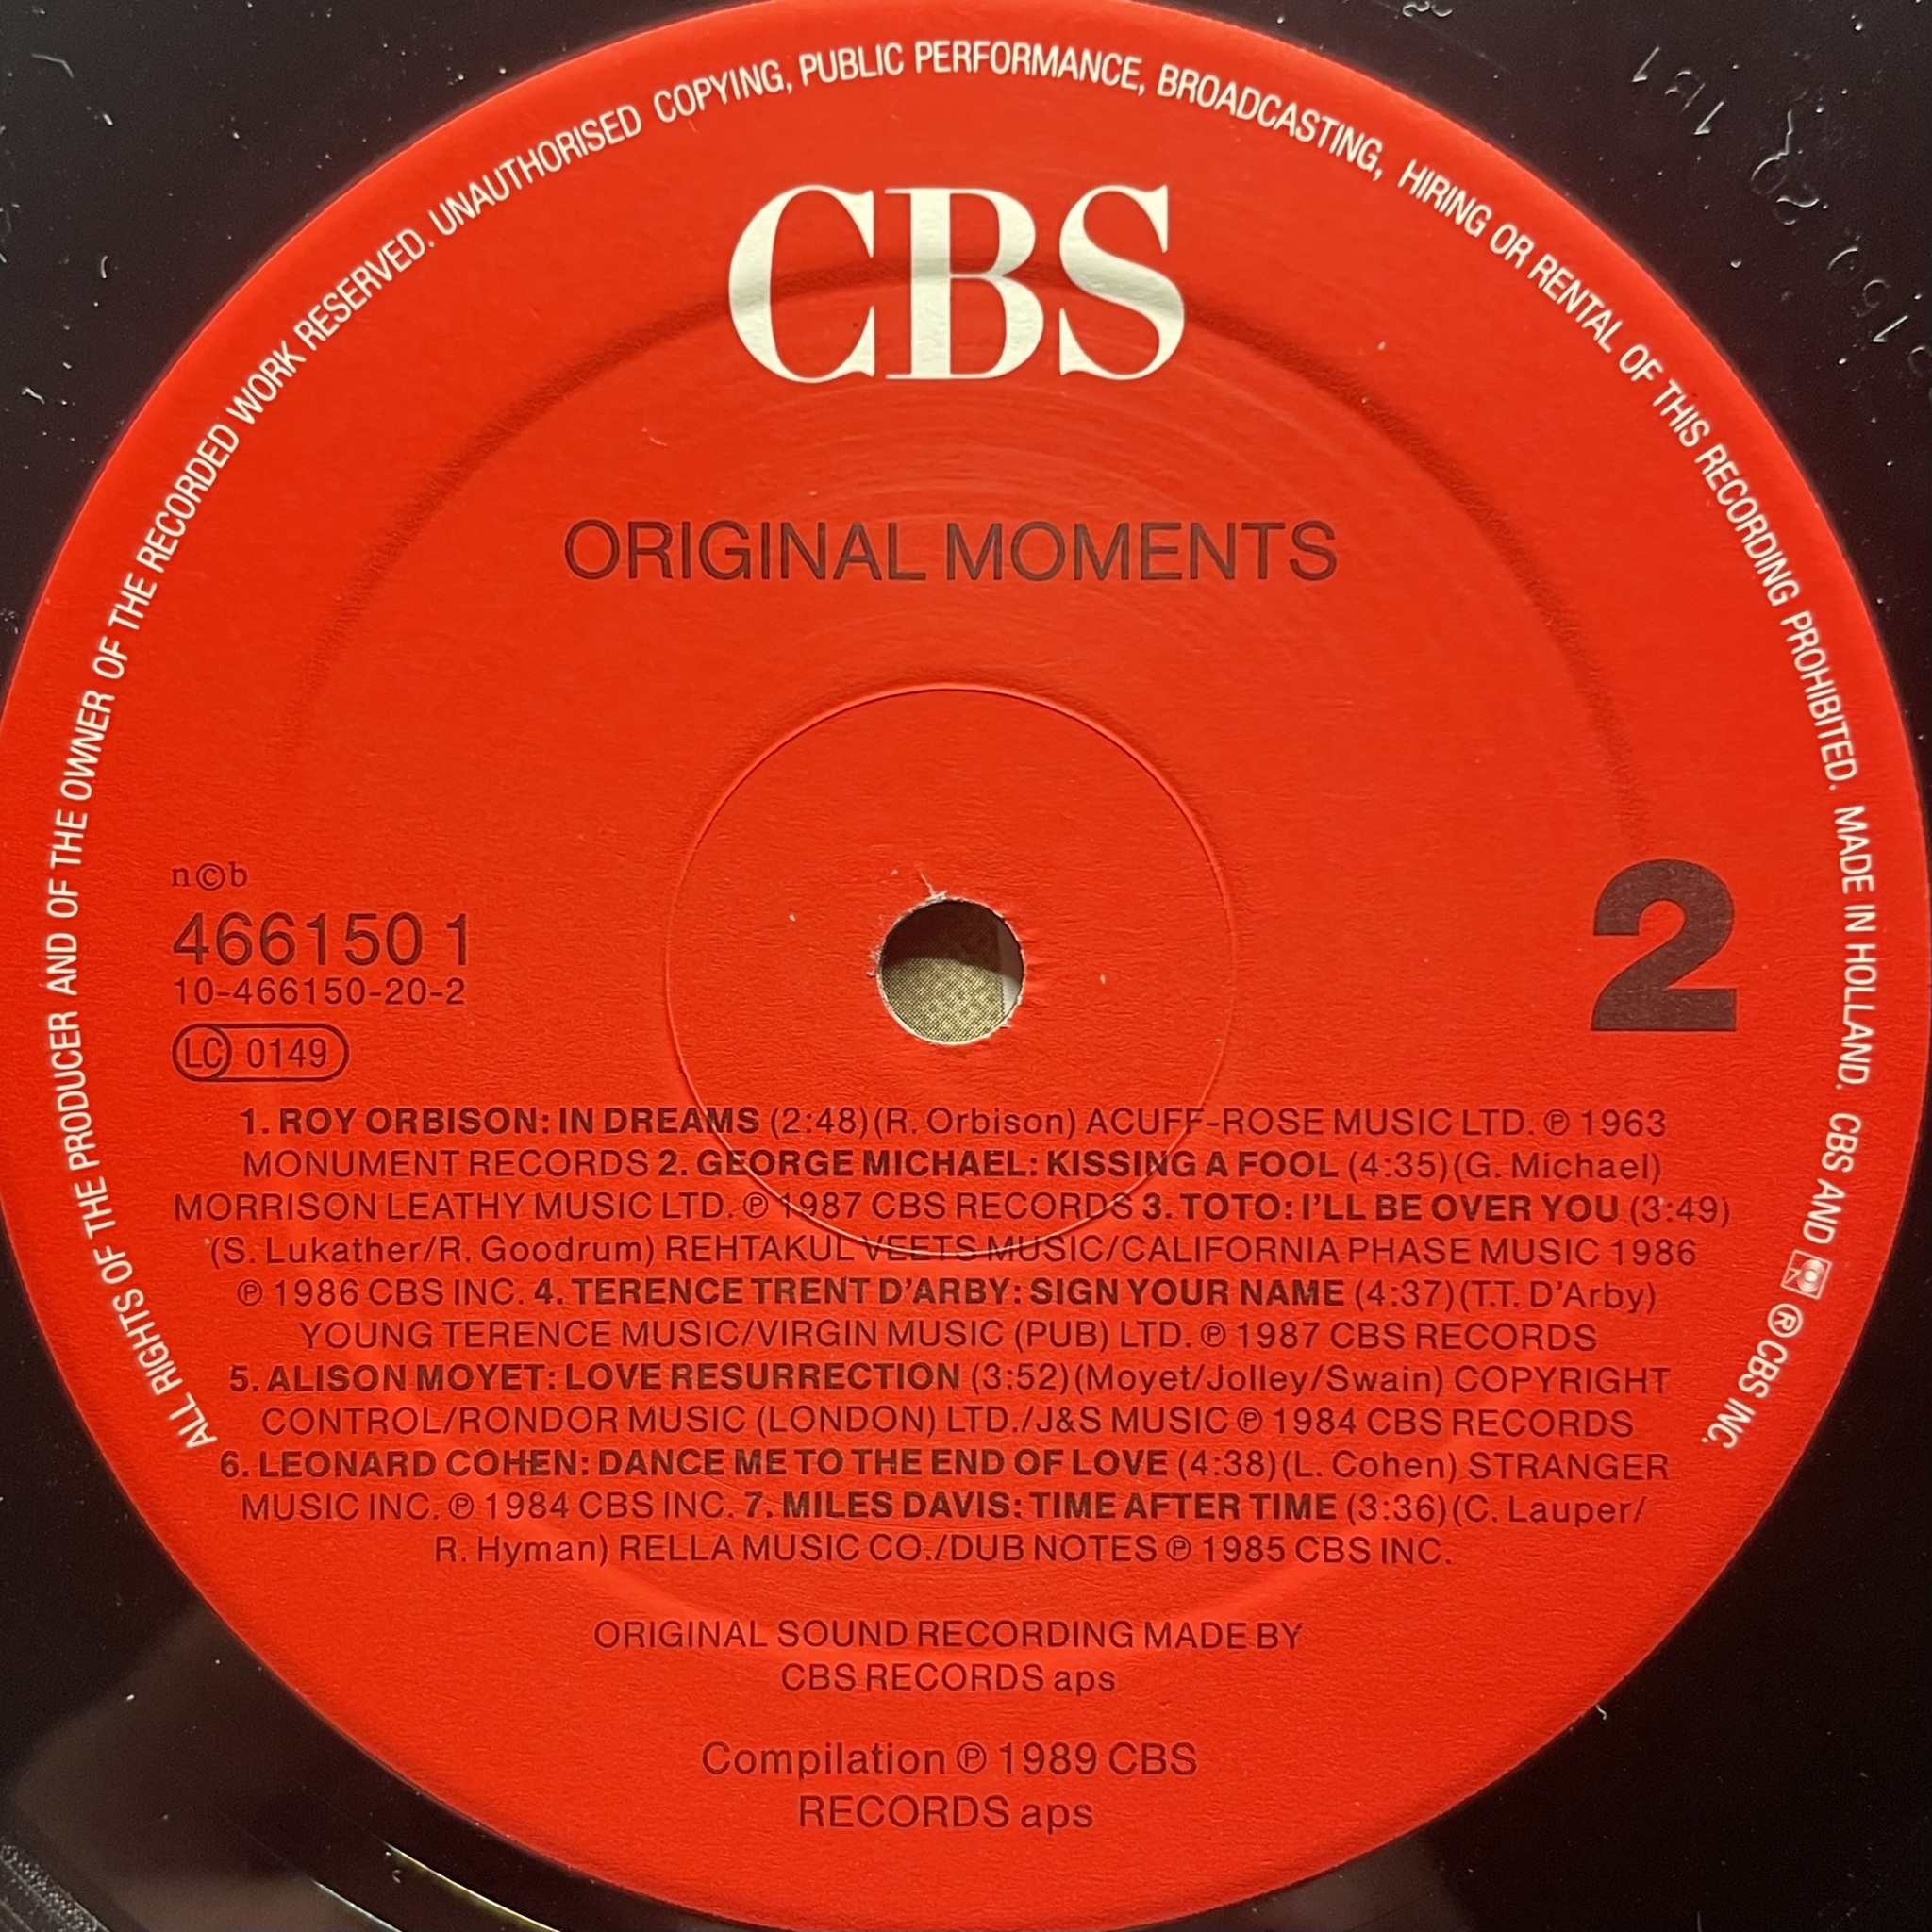 ALL RIGHTS OF THE PRODUCER AND OF THE OWNER OF THE RECORDED WORK RESERVED. UNAUTHORISED COPYING, PUBLIC PERFORMANCE, BROADCASTING, HIRING OR RENTAL OF THIS RECORDING PROHIBITED. MADE IN HOLLAND. CBS AND ® CBS INC.
CBS
ORIGINAL MOMENTS
n©b
466150 1
10-466150-20-2
LC 0149
2
1. ROY ORBISON: IN DREAMS (2:48)(R. Orbison) ACUFF-ROSE MUSIC LTD. ℗ 1963
MONUMENT RECORDS 2. GEORGE MICHAEL: KISSING A FOOL (4:35)(G. Michael)
MORRISON LEATHY MUSIC LTD. ℗ 1987 CBS RECORDS 3. TOTO: I'LL BE OVER YOU (3:49)
(S. Lukather/R. Goodrum) REHTAKUL VEETS MUSIC/CALIFORNIA PHASE MUSIC 1986
℗ 1986 CBS INC. 4. TERENCE TRENT D'ARBY: SIGN YOUR NAME (4:37)(T.T. D'Arby)
YOUNG TERENCE MUSIC/VIRGIN MUSIC (PUB) LTD. ℗ 1987 CBS RECORDS
5. ALISON MOYET: LOVE RESURRECTION (3:52)(Moyet/Jolley/Swain) COPYRIGHT
CONTROL/RONDOR MUSIC (LONDON) LTD./J&S MUSIC ℗ 1984 CBS RECORDS
6. LEONARD COHEN: DANCE ME TO THE END OF LOVE (4:38)(L. Cohen) STRANGER
MUSIC INC. ℗ 1984 CBS INC. 7. MILES DAVIS: TIME AFTER TIME (3:36)(C. Lauper/
R. Hyman) RELLA MUSIC CO./DUB NOTES ℗ 1985 CBS INC.
ORIGINAL SOUND RECORDING MADE BY
CBS RECORDS aps
Compilation ℗ 1989 CBS
RECORDS aps